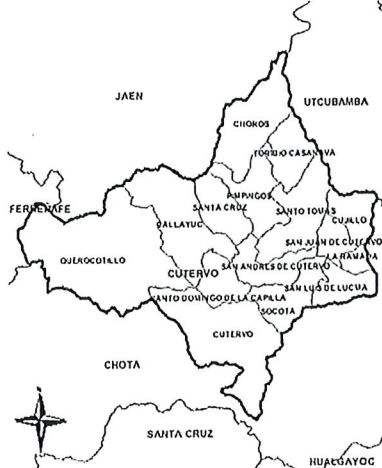 JAEN
UTCUBAMBA
CHOROS
TORIBIO CASANOVA
PIMPINGOS
FERREÑAFE
SANTA CRUZ
SANTO TOMAS
CUJILLO
CALLAYUC
SAN JUAN DE CUTERVO
QUEROCOTILLO
LA RAMADA
CUTERVO
SAN ANDRES DE CUTERVO
SAN LUIS DE LUCMA
SANTO DOMINGO DE LA CAPILLA
SOCOTA
CUTERVO
CHOTA
SANTA CRUZ
HUALGAYOC